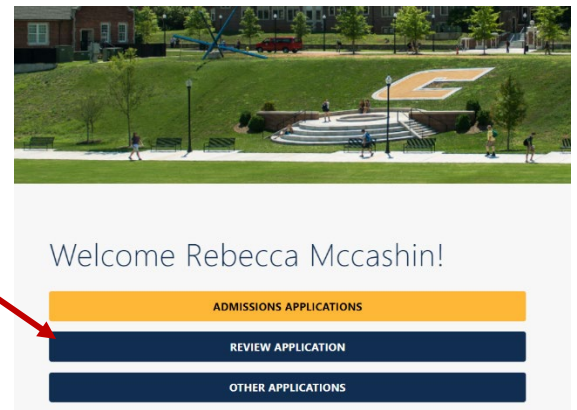 C
Welcome Rebecca Mccashin!
ADMISSIONS APPLICATIONS
REVIEW APPLICATION
OTHER APPLICATIONS